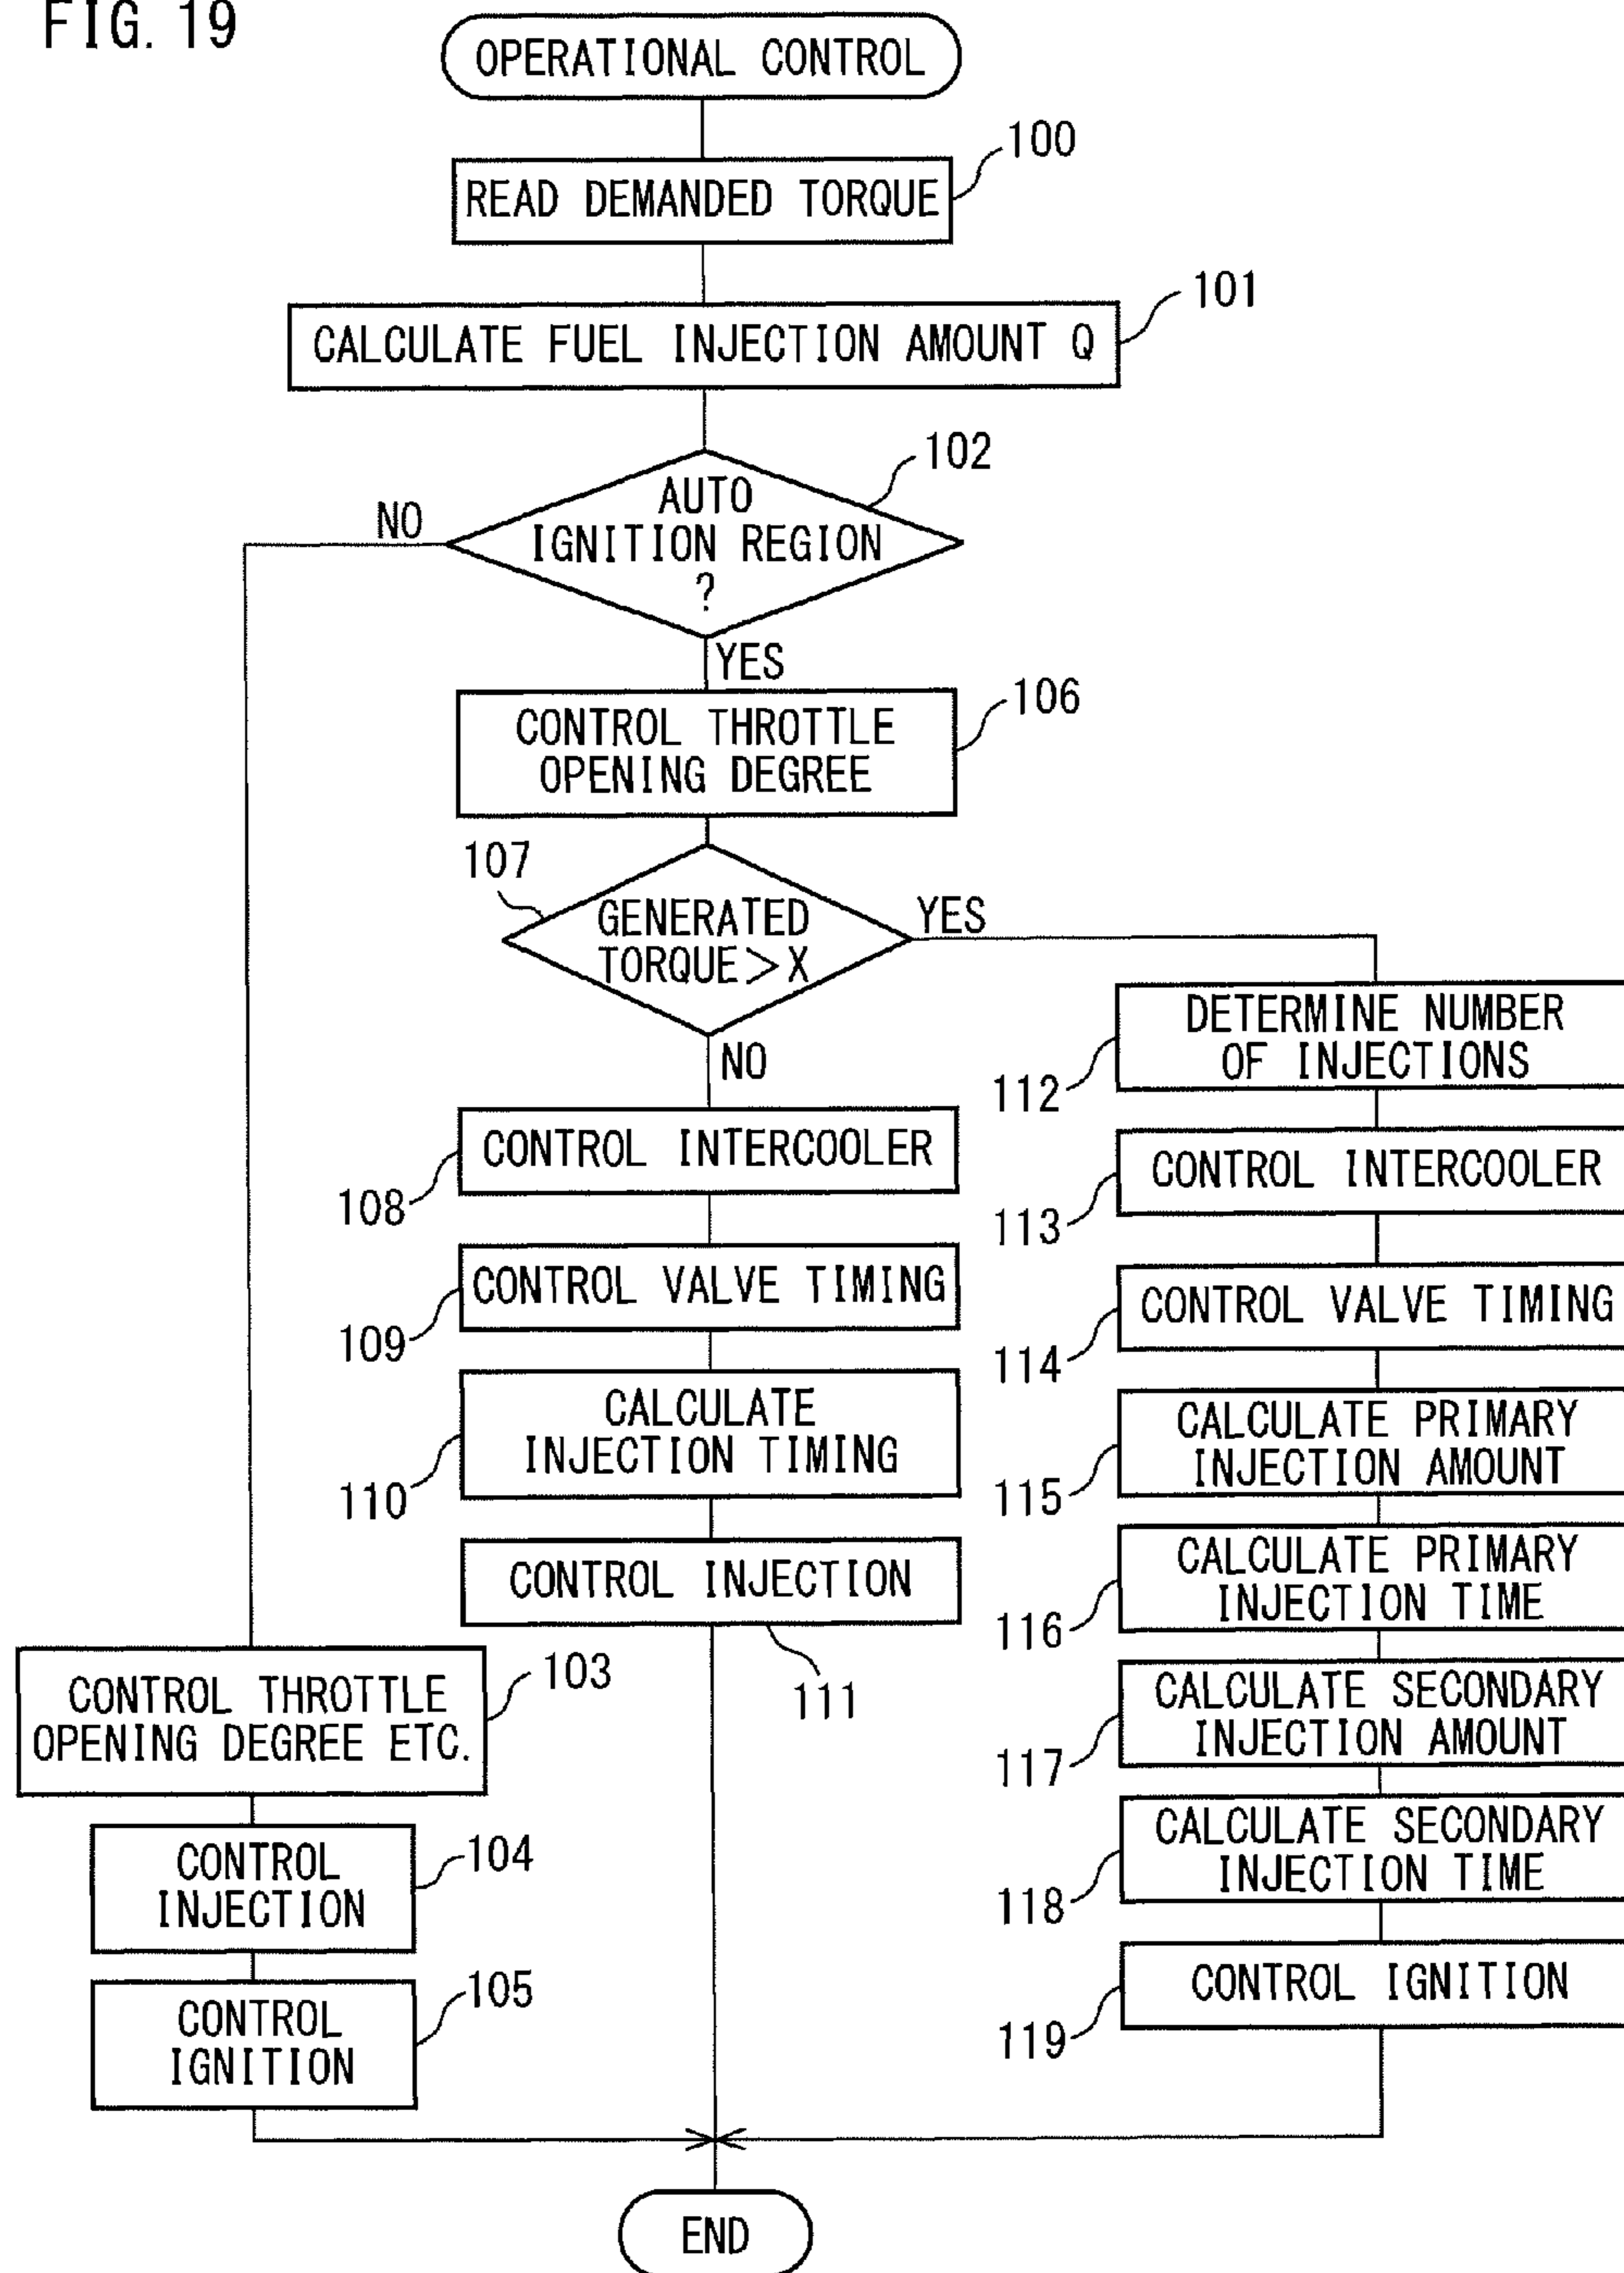 FIG. 19
OPERATIONAL CONTROL
100
READ DEMANDED TORQUE
101
CALCULATE FUEL INJECTION AMOUNT Q
102
AUTO
IGNITION REGION
?
NO
YES
106
CONTROL THROTTLE
OPENING DEGREE
107
GENERATED
TORQUE>X
YES
NO
108
CONTROL INTERCOOLER
109
CONTROL VALVE TIMING
110
CALCULATE
INJECTION TIMING
CONTROL INJECTION
111
DETERMINE NUMBER
OF INJECTIONS
112
CONTROL INTERCOOLER
113
CONTROL VALVE TIMING
114
CALCULATE PRIMARY
INJECTION AMOUNT
115
CALCULATE PRIMARY
INJECTION TIME
116
CALCULATE SECONDARY
INJECTION AMOUNT
117
CALCULATE SECONDARY
INJECTION TIME
118
CONTROL IGNITION
119
CONTROL THROTTLE
OPENING DEGREE ETC.
103
CONTROL
INJECTION
104
CONTROL
IGNITION
105
END